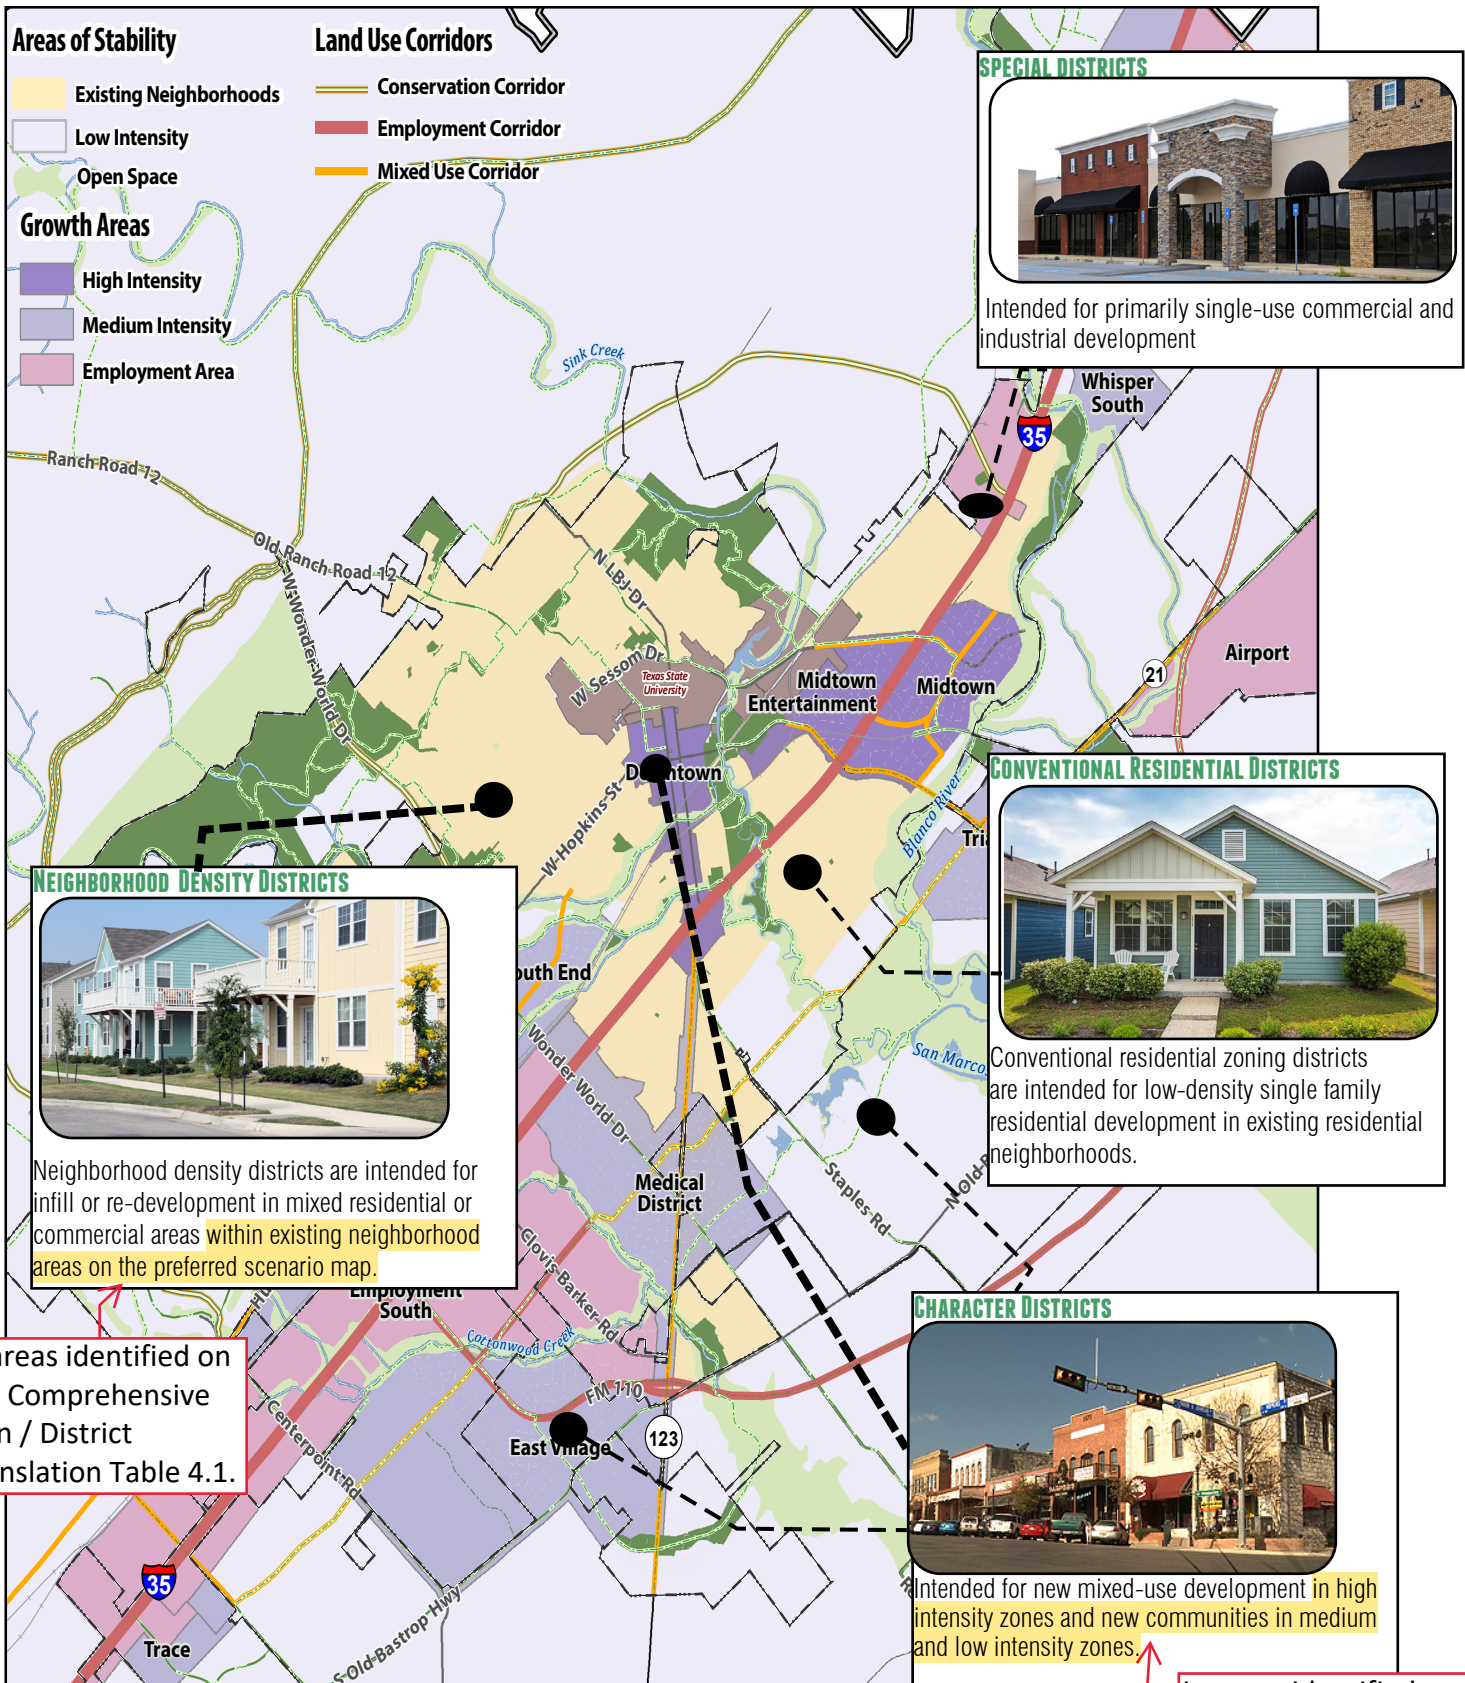 Areas of Stability
Existing Neighborhoods
Low Intensity
Open Space
Growth Areas
High Intensity
Medium Intensity
Employment Area
Land Use Corridors
Conservation Corridor
Employment Corridor
Mixed Use Corridor
SPECIAL DISTRICTS
Intended for primarily single-use commercial and
industrial development
Sink Creek
Whisper
South
35
Ranch Road 12
Old Ranch Road 12
W Wonder World Dr
N LBJ Dr
W Sessom Dr
Texas State
University
Midtown
Entertainment
Midtown
Airport
21
W Hopkins St
Blanco River
CONVENTIONAL RESIDENTIAL DISTRICTS
Conventional residential zoning districts
are intended for low-density single family
residential development in existing residential
neighborhoods.
NEIGHBORHOOD DENSITY DISTRICTS
Neighborhood density districts are intended for
infill or re-development in mixed residential or
commercial areas within existing neighborhood
areas on the preferred scenario map.
outh End
Wonder World Dr
San Marco
Medical
District
Staples Rd
N Old
Clovis Barker Rd
Employment
South
Cottonwood Creek
FM 110
areas identified on
Comprehensive
/ District
nslation Table 4.1.
Centerpoint Rd
East Village
123
35
Trace
S Old Bastrop Hwy
CHARACTER DISTRICTS
Intended for new mixed-use development in high
intensity zones and new communities in medium
and low intensity zones.